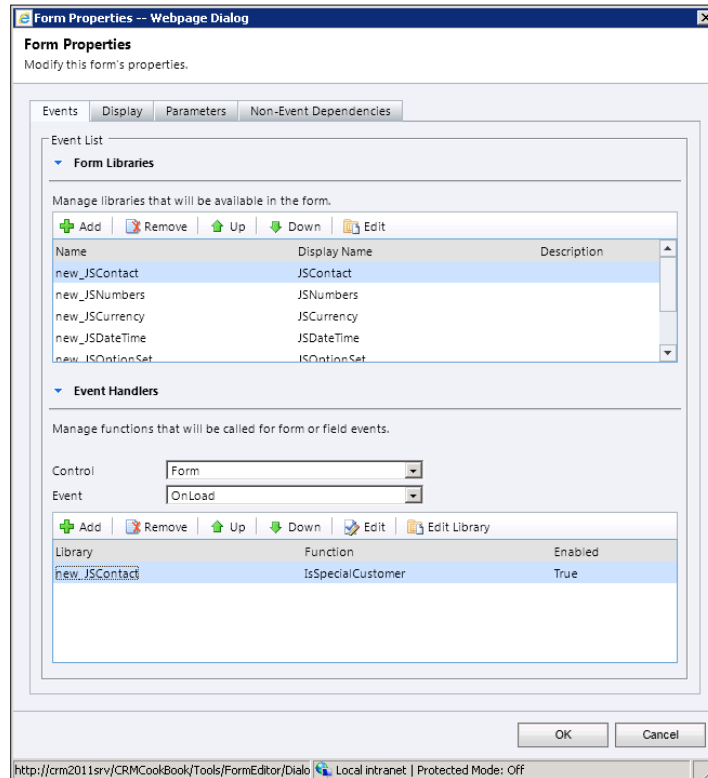 Form Properties -- Webpage Dialog
Form Properties
Modify this form's properties.
Events Display Parameters Non-Event Dependencies
Event List
Form Libraries
Manage libraries that will be available in the form.
Add Remove Up Down Edit
Name Display Name Description
new_JSContact JSContact
new_JSNumbers JSNumbers
new_JSCurrency JSCurrency
new_JSDateTime JSDateTime
new_JSOptionSet JSOptionSet
Event Handlers
Manage functions that will be called for form or field events.
Control Form
Event OnLoad
Add Remove Up Down Edit Edit Library
Library Function Enabled
new_JSContact IsSpecialCustomer True
OK Cancel
http://crm2011srv/CRMCookBook/Tools/FormEditor/Dialo Local intranet | Protected Mode: Off